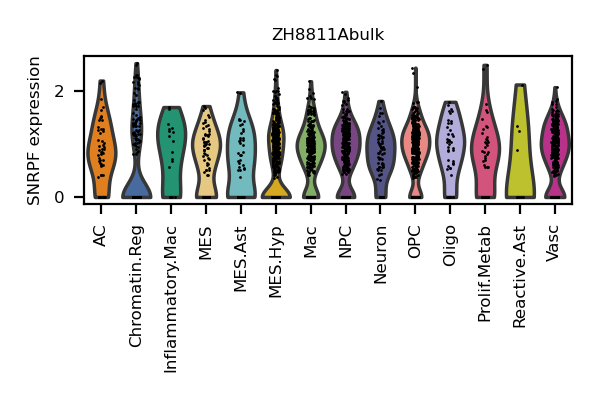 ZH8811Abulk
SNRPF expression
2
0
AC
Chromatin.Reg
Inflammatory.Mac
MES
MES.Ast
MES.Hyp
Mac
NPC
Neuron
OPC
Oligo
Prolif.Metab
Reactive.Ast
Vasc